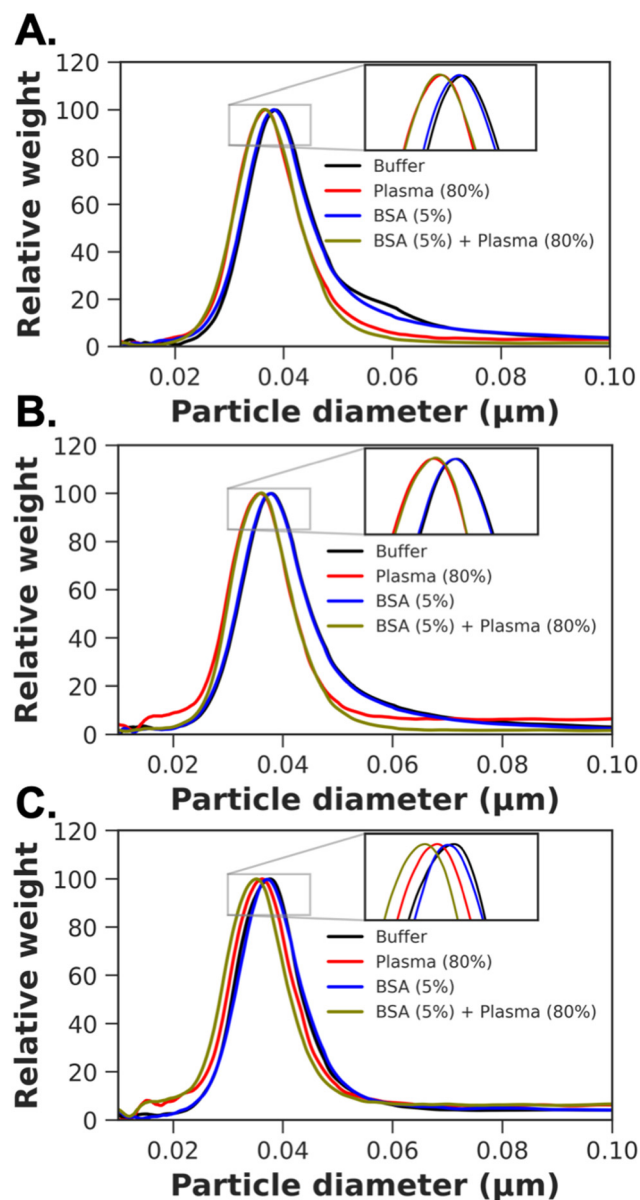 A.
120
100
80
60
40
20
0
Relative weight
Buffer
Plasma (80%)
BSA (5%)
BSA (5%) + Plasma (80%)
0.02 0.04 0.06 0.08 0.10
Particle diameter (μm)
B.
120
100
80
60
40
20
0
Relative weight
Buffer
Plasma (80%)
BSA (5%)
BSA (5%) + Plasma (80%)
0.02 0.04 0.06 0.08 0.10
Particle diameter (μm)
C.
120
100
80
60
40
20
0
Relative weight
Buffer
Plasma (80%)
BSA (5%)
BSA (5%) + Plasma (80%)
0.02 0.04 0.06 0.08 0.10
Particle diameter (μm)